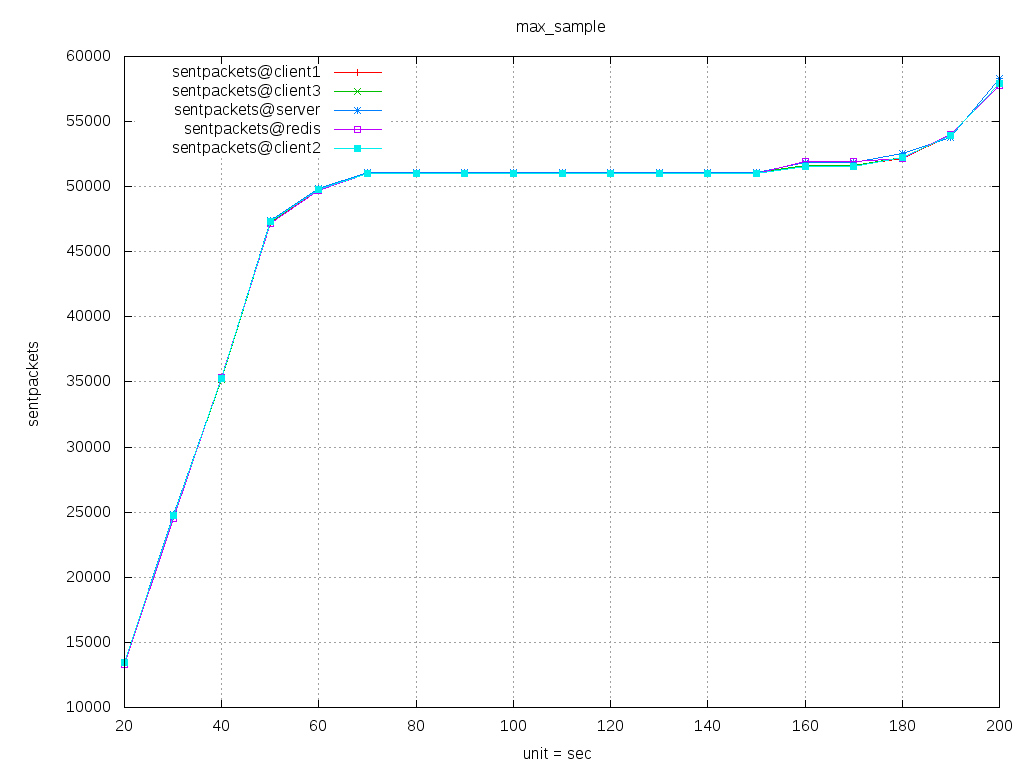 max_sample
60000
55000
50000
45000
40000
35000
30000
25000
20000
15000
10000
sentpackets
sentpackets@client1
sentpackets@client3
sentpackets@server
sentpackets@redis
sentpackets@client2
20 40 60 80 100 120 140 160 180 200
unit = sec